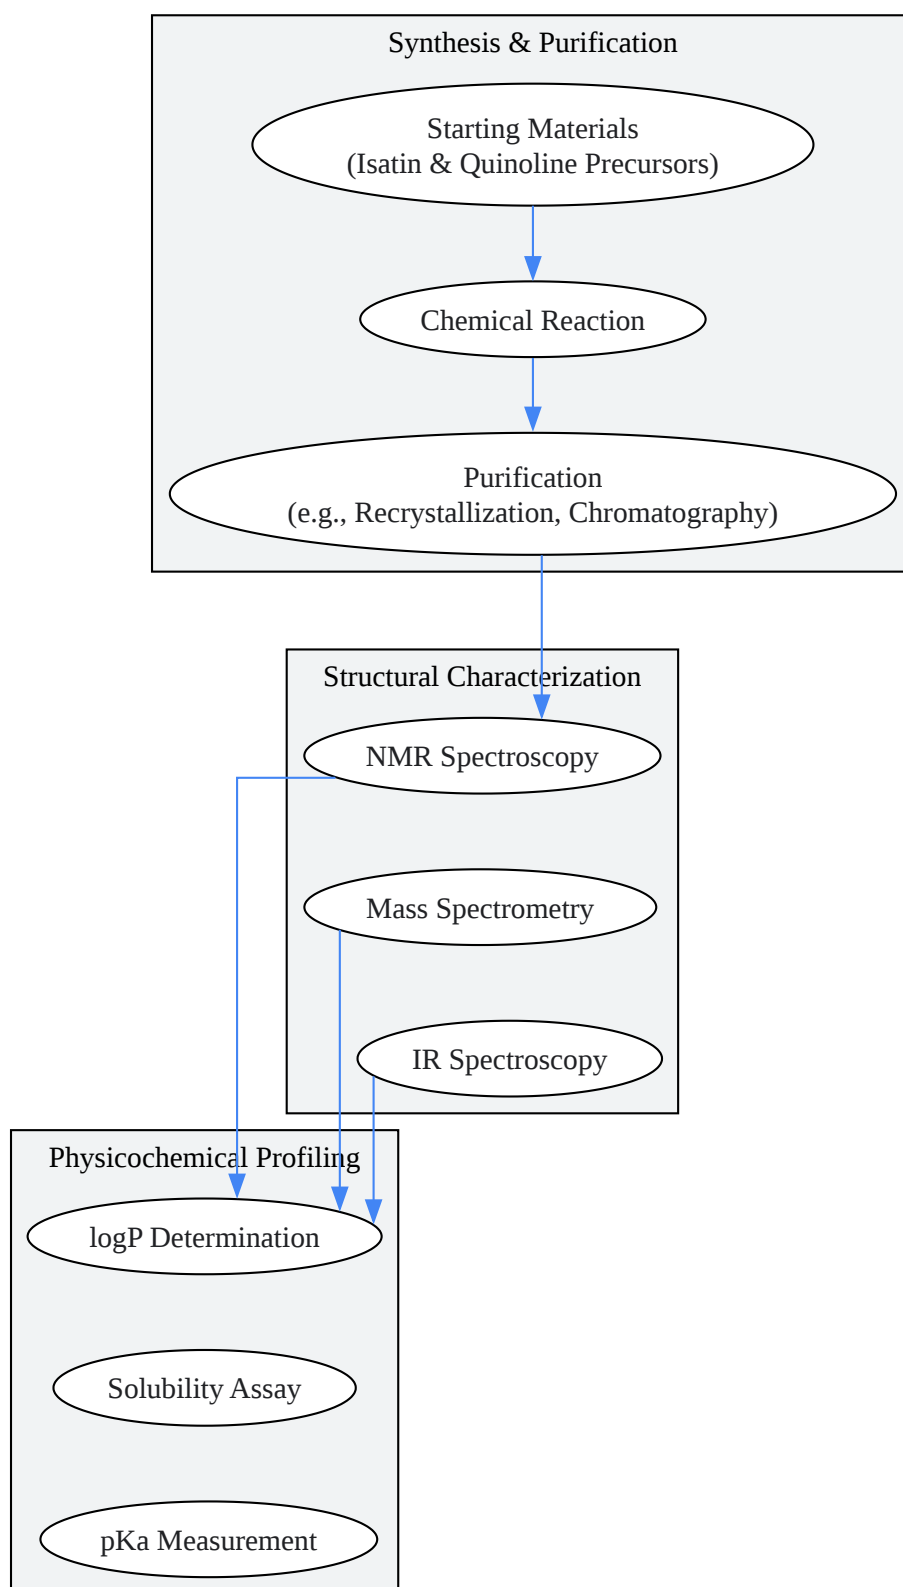 Synthesis & Purification
Starting Materials
(Isatin & Quinoline Precursors)
Chemical Reaction
Purification
(e.g., Recrystallization, Chromatography)
Structural Characterization
NMR Spectroscopy
Mass Spectrometry
IR Spectroscopy
Physicochemical Profiling
logP Determination
Solubility Assay
pKa Measurement